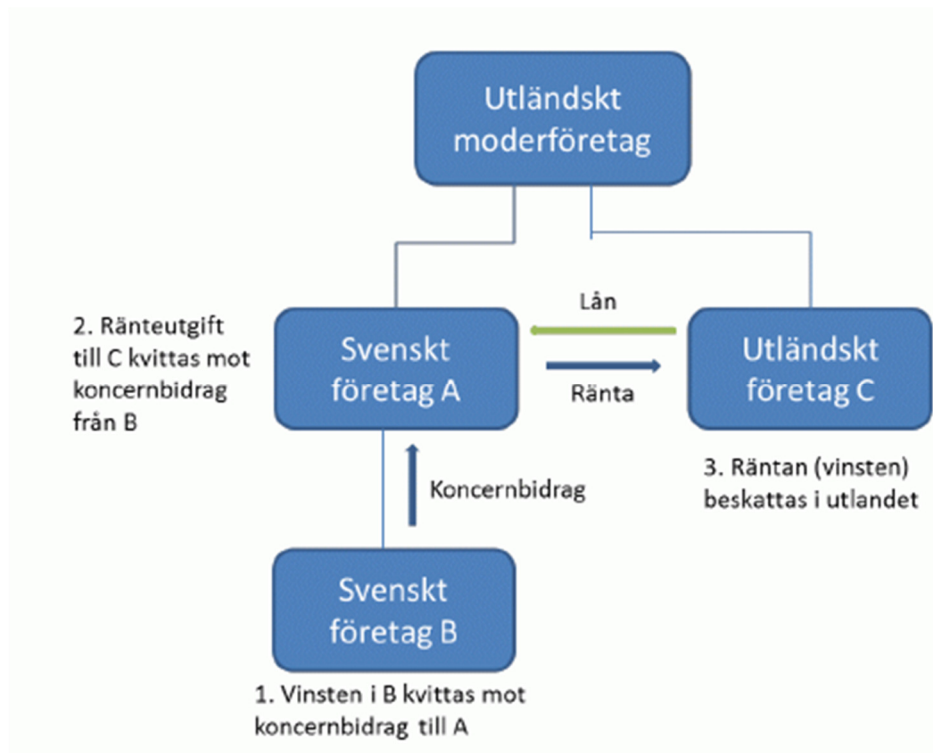 Utländskt
moderföretag
Lån
2. Ränteutgift
till C kvittas mot
koncernbidrag
från B
Svenskt
företag A
Ränta
Utländskt
företag C
3. Räntan (vinsten)
beskattas i utlandet
Koncernbidrag
Svenskt
företag B
1. Vinsten i B kvittas mot
koncernbidrag till A